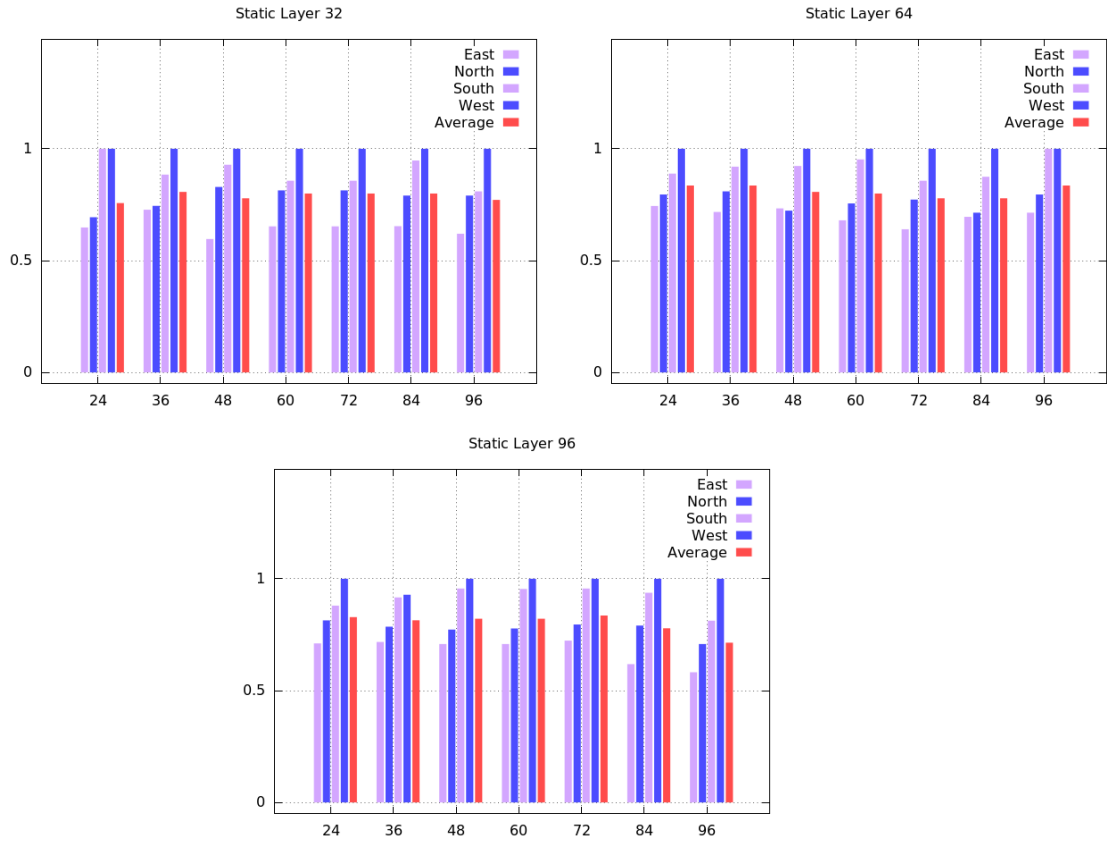 Static Layer 32
East
North
South
West
Average
1
0.5
0
24 36 48 60 72 84 96
Static Layer 64
East
North
South
West
Average
1
0.5
0
24 36 48 60 72 84 96
Static Layer 96
East
North
South
West
Average
1
0.5
0
24 36 48 60 72 84 96